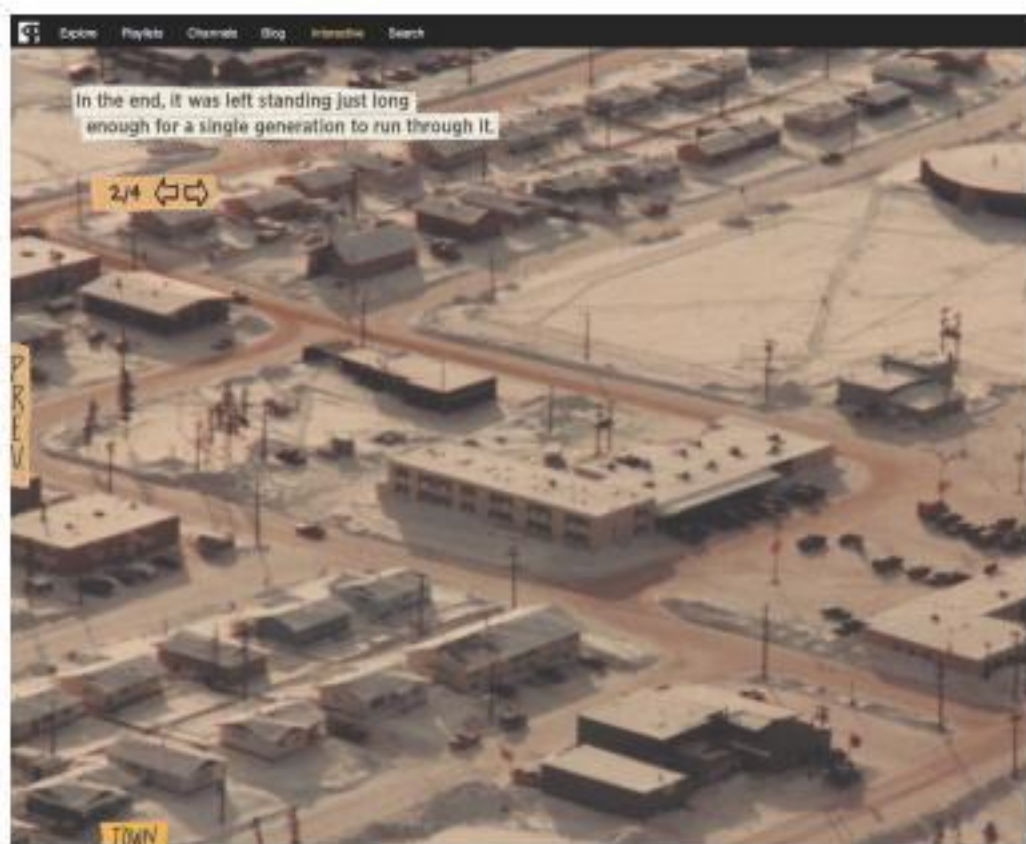 Explore Playlists Channels Blog Interactive Search
In the end, it was left standing just long
enough for a single generation to run through it.
2/4
PREV
TOWN